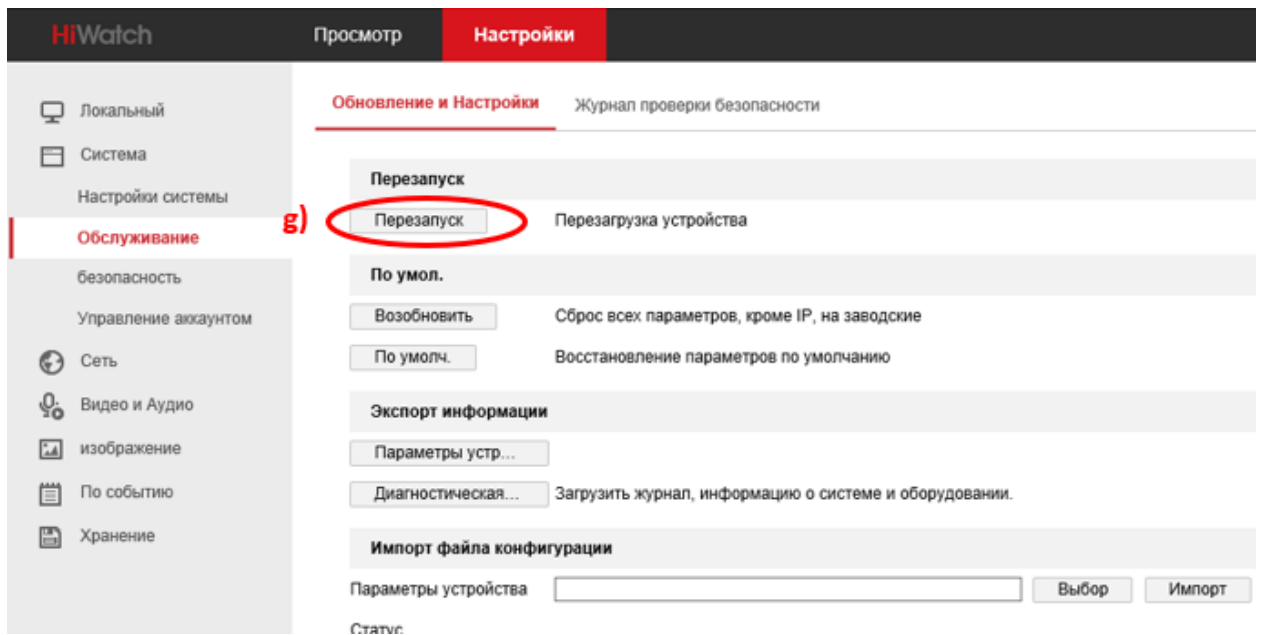 HiWatch Просмотр Настройки
Локальный
Система
Настройки системы
Обслуживание
безопасность
Управление аккаунтом
Сеть
Видео и Аудио
изображение
По событию
Хранение
Обновление и Настройки Журнал проверки безопасности
Перезапуск
g) Перезапуск Перезагрузка устройства
По умол.
Возобновить Сброс всех параметров, кроме IP, на заводские
По умолч. Восстановление параметров по умолчанию
Экспорт информации
Параметры устр...
Диагностическая... Загрузить журнал, информацию о системе и оборудовании.
Импорт файла конфигурации
Параметры устройства Выбор Импорт
Статус